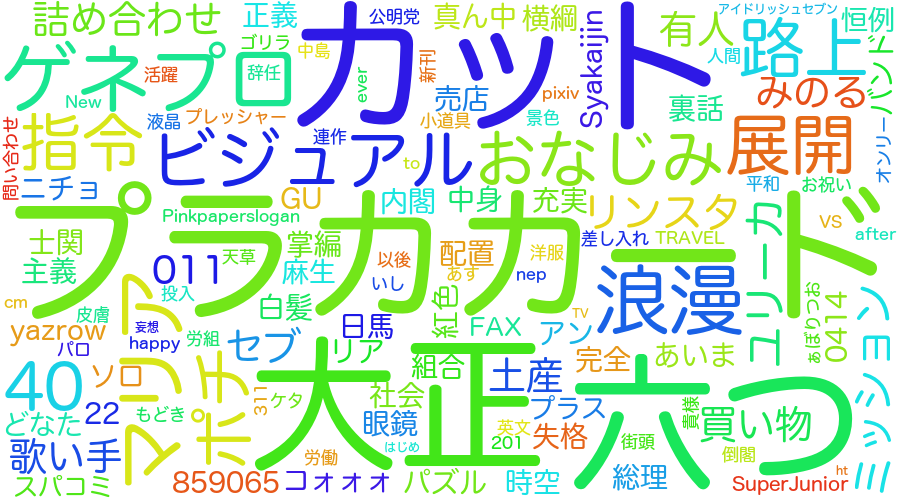 詰め合わせ
正義
公明党
真ん中
横綱
有人
アイドリッシュセブン
恒例
ゲネプロ
活躍
ゴリラ
辞任
中島
カット
ever
新刊
Syakaijin
路上
人間
バンド
New
液晶
プレッシャー
連作
売店
小道具
pixiv
景色
裏話
みのる
問い合わせ
指令
ビジュアル
to
おなじみ
展開
オンリー
ニチョ
GU
内閣
中身
充実
リンスタ
平和
お祝い
Pinkpaperslogan
プラカカード
VS
after
士関
主義
011
天草
掌編
麻生
以後
いし
配置
あす
nep
洋服
差し入れ
TRAVEL
浪漫
ユリーカ
ミッション
cm
皮膚
投入
白髪
紅色
ぁぽりつお
0414
yazrow
妄想
happy
労組
セブ
日馬
リア
FAX
アン
TV
完全
あいま
マリア
パロ
40
ソロ
ポチ
311
ケタ
大正
組合
社会
土産
六つ
貴様
買い物
どなた
22
もどき
眼鏡
はじめ
英文
プラス
201
失格
街頭
倒閣
歌い手
スパコミ
859065
労働
コォォォ
パズル
時空
総理
SuperJunior
ht